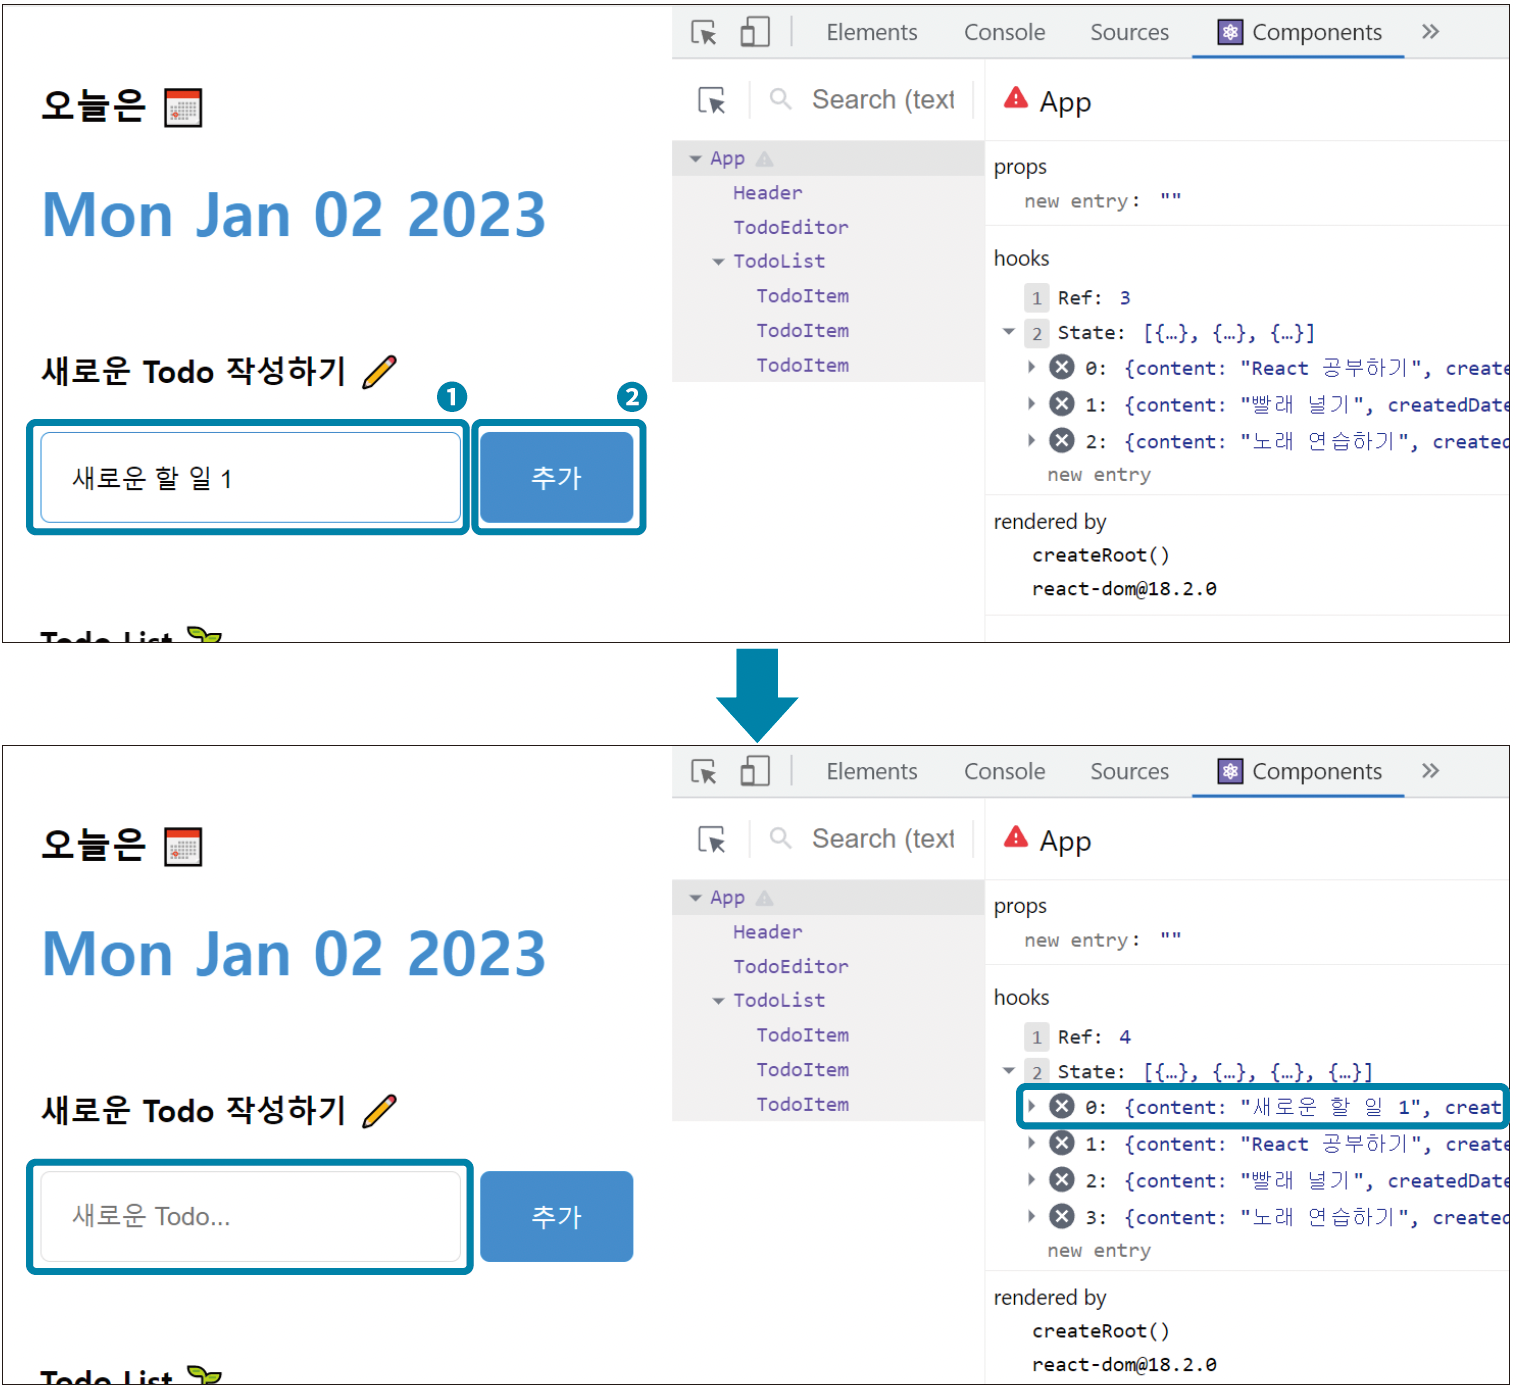 오늘은
Mon Jan 02 2023
새로운 Todo 작성하기
1
2
새로운 할 일 1
추가
Todo List
Elements Console Sources Components »
Search (text
App
Header
TodoEditor
TodoList
TodoItem
TodoItem
TodoItem
App
props
new entry: ""
hooks
1 Ref: 3
2 State: [{…}, {…}, {…}]
0: {content: "React 공부하기", create
1: {content: "빨래 널기", createdDate
2: {content: "노래 연습하기", created
new entry
rendered by
createRoot()
react-dom@18.2.0
오늘은
Mon Jan 02 2023
새로운 Todo 작성하기
새로운 Todo...
추가
Todo List
Elements Console Sources Components »
Search (text
App
Header
TodoEditor
TodoList
TodoItem
TodoItem
TodoItem
App
props
new entry: ""
hooks
1 Ref: 4
2 State: [{…}, {…}, {…}, {…}]
0: {content: "새로운 할 일 1", creat
1: {content: "React 공부하기", create
2: {content: "빨래 널기", createdDate
3: {content: "노래 연습하기", created
new entry
rendered by
createRoot()
react-dom@18.2.0